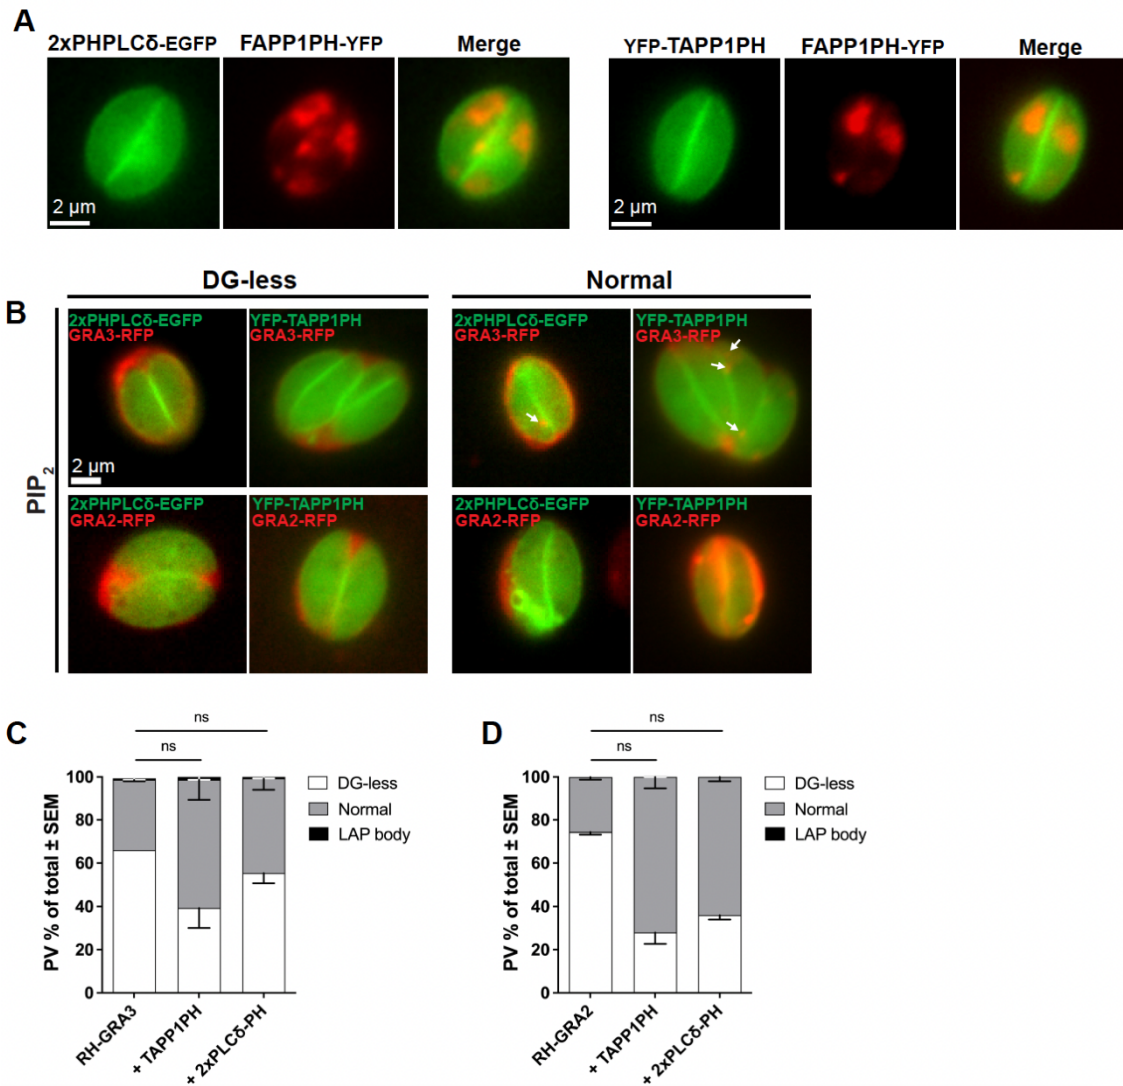 A
2xPHPLCδ-EGFP FAPP1PH-YFP Merge
YFP-TAPP1PH FAPP1PH-YFP Merge
2 μm
2 μm
B
DG-less Normal
PIP2
2xPHPLCδ-EGFP
GRA3-RFP
2 μm
YFP-TAPP1PH
GRA3-RFP
2xPHPLCδ-EGFP
GRA3-RFP
YFP-TAPP1PH
GRA3-RFP
2xPHPLCδ-EGFP
GRA2-RFP
YFP-TAPP1PH
GRA2-RFP
2xPHPLCδ-EGFP
GRA2-RFP
YFP-TAPP1PH
GRA2-RFP
C
ns
ns
PV % of total ± SEM
100
80
60
40
20
0
RH-GRA3
+ TAPP1PH
+ 2xPLCδ-PH
DG-less
Normal
LAP body
D
ns
ns
PV % of total ± SEM
100
80
60
40
20
0
RH-GRA2
+ TAPP1PH
+ 2xPLCδ-PH
DG-less
Normal
LAP body